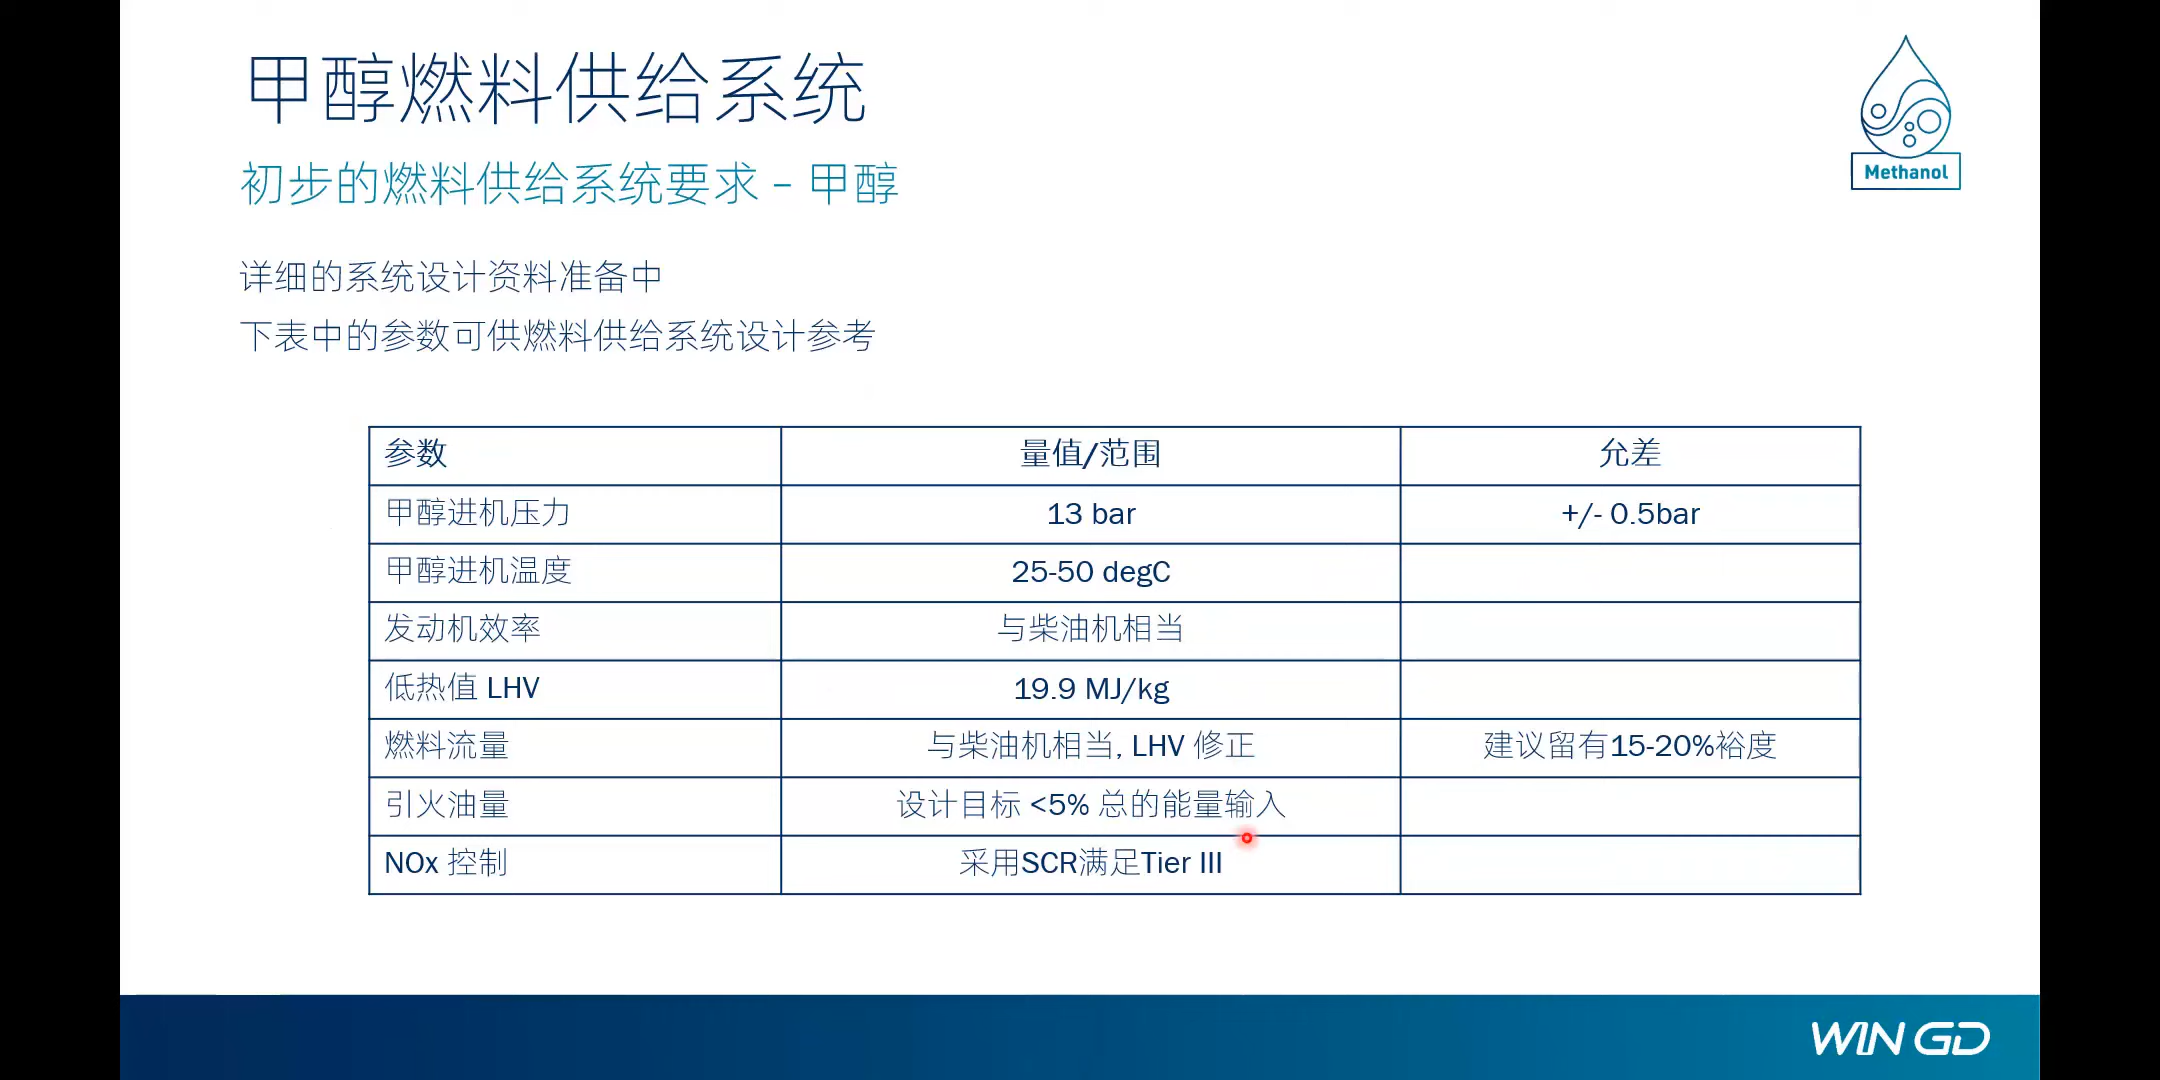 甲醇燃料供给系统
Methanol
初步的燃料供给系统要求 – 甲醇
详细的系统设计资料准备中
下表中的参数可供燃料供给系统设计参考
参数 量值/范围 允差
甲醇进机压力 13 bar +/- 0.5bar
甲醇进机温度 25-50 degC
发动机效率 与柴油机相当
低热值 LHV 19.9 MJ/kg
燃料流量 与柴油机相当, LHV 修正 建议留有15-20%裕度
引火油量 设计目标 <5% 总的能量输入
NOx 控制 采用SCR满足Tier III
WIN GD